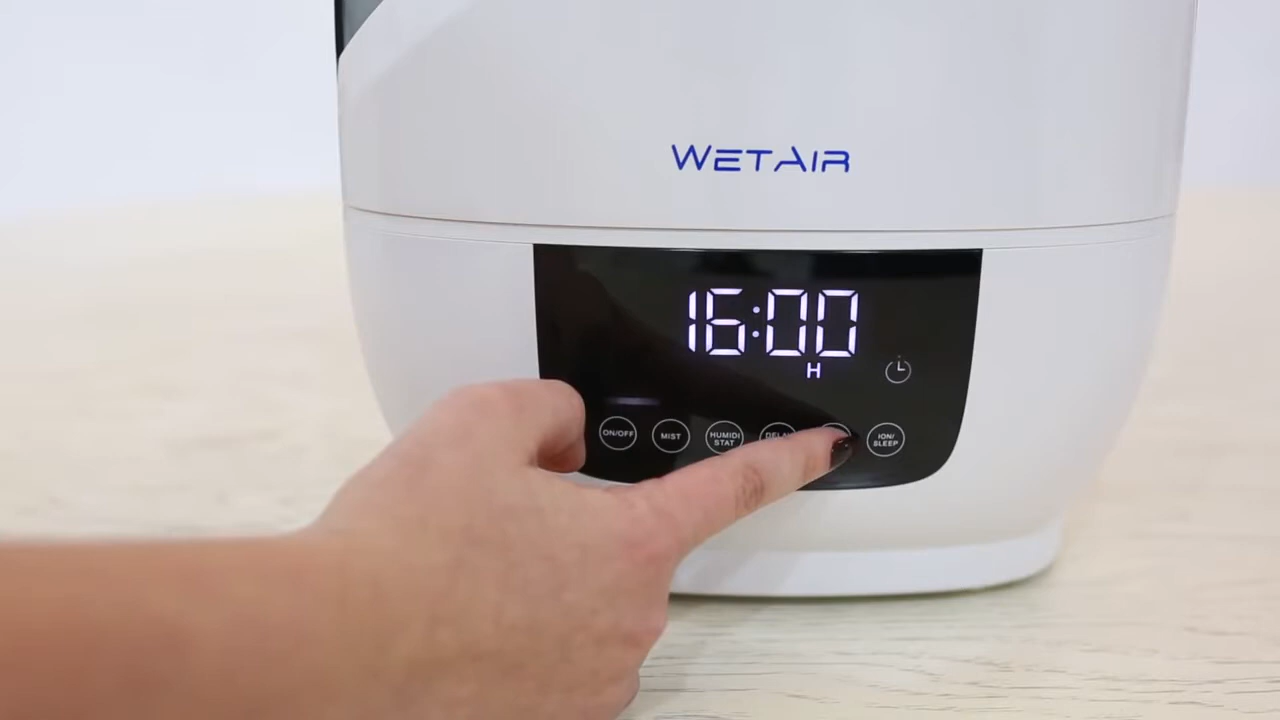 WETAIR
16:00
H
ON/OFF
MIST
HUMIDI
STAT
ION/
SLEEP